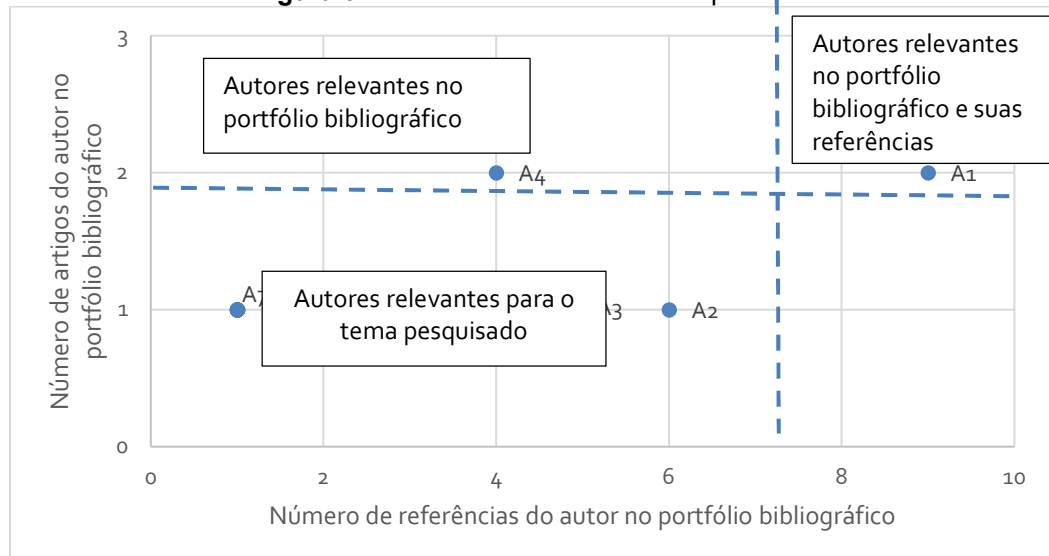 3
Autores relevantes no
portfólio bibliográfico
Autores relevantes
no portfólio
bibliográfico e suas
referências
Número de artigos do autor no
portfólio bibliográfico
2
A4
A1
A7
Autores relevantes para o
tema pesquisado
A3
A2
1
0
0
2
4
6
8
10
Número de referências do autor no portfólio bibliográfico